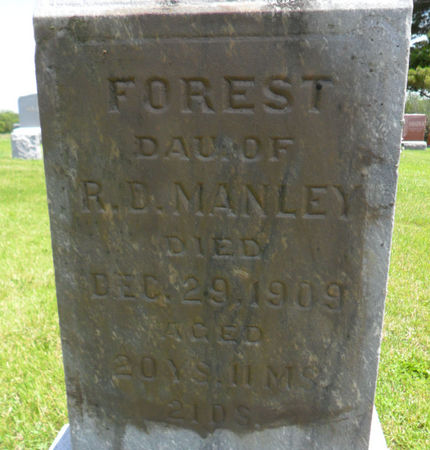 FOREST
DAU. OF
R. D. MANLEY
DIED
DEC. 29. 1909
AGED
20 YS. 11 MS.
21 DS.